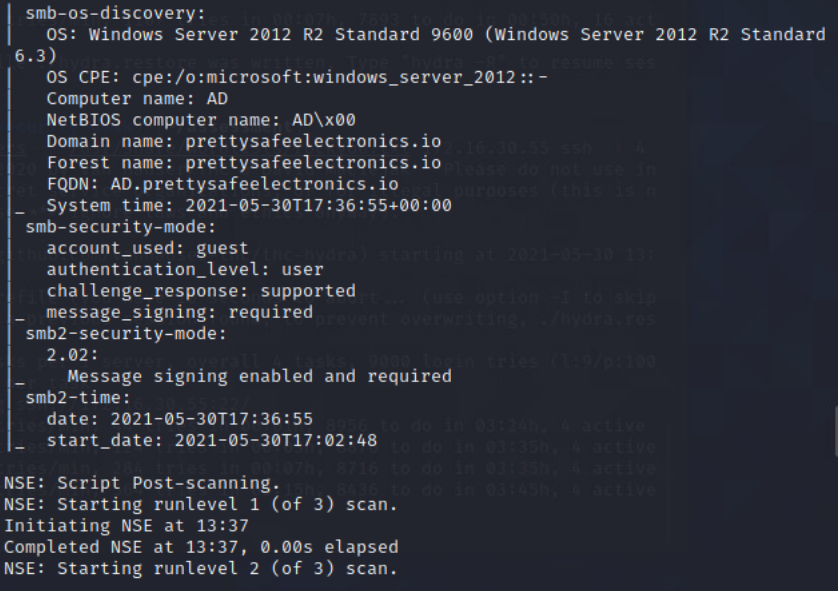 | smb-os-discovery:
|   OS: Windows Server 2012 R2 Standard 9600 (Windows Server 2012 R2 Standard
6.3)
|   OS CPE: cpe:/o:microsoft:windows_server_2012::-
|   Computer name: AD
|   NetBIOS computer name: AD\x00
|   Domain name: prettysafeelectronics.io
|   Forest name: prettysafeelectronics.io
|   FQDN: AD.prettysafeelectronics.io
|_  System time: 2021-05-30T17:36:55+00:00
| smb-security-mode:
|   account_used: guest
|   authentication_level: user
|   challenge_response: supported
|_  message_signing: required
| smb2-security-mode:
|   2.02:
|_    Message signing enabled and required
| smb2-time:
|   date: 2021-05-30T17:36:55
|_  start_date: 2021-05-30T17:02:48

NSE: Script Post-scanning.
NSE: Starting runlevel 1 (of 3) scan.
Initiating NSE at 13:37
Completed NSE at 13:37, 0.00s elapsed
NSE: Starting runlevel 2 (of 3) scan.